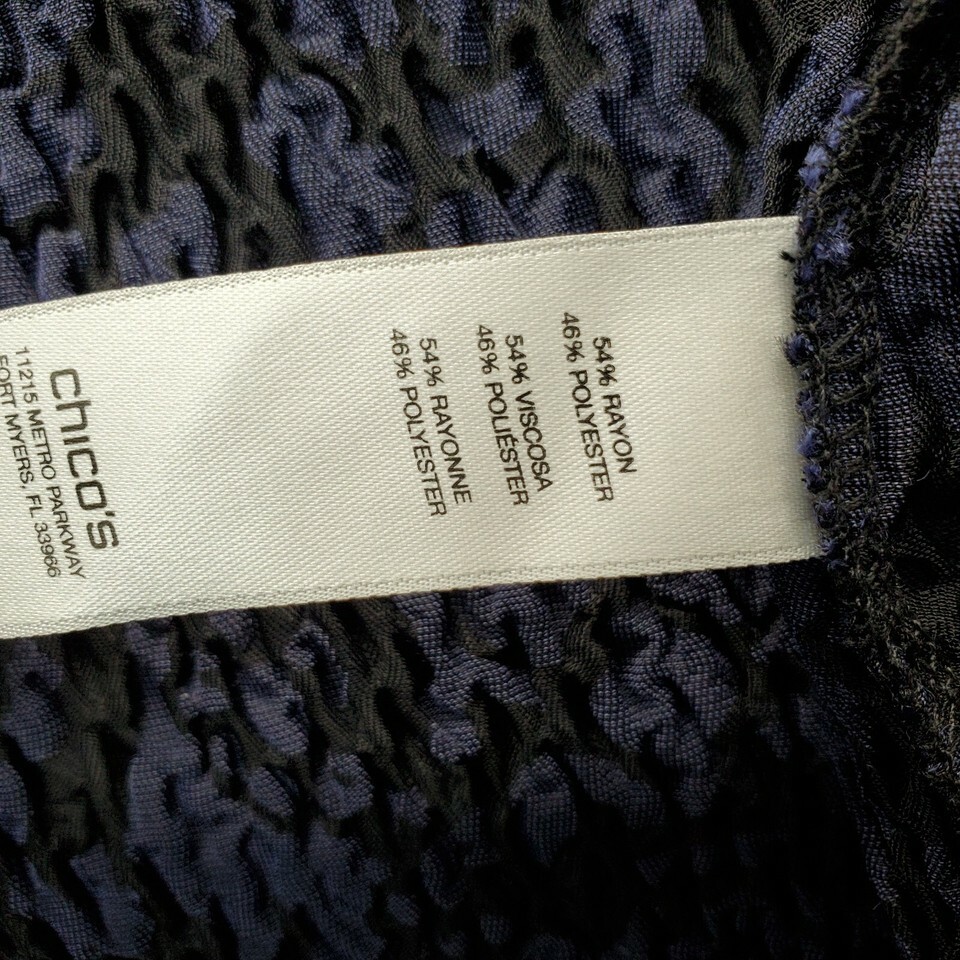 54% RAYON
46% POLYESTER
54% VISCOSA
46% POLIÉSTER
54% RAYONNE
46% POLYESTER
chico's
11215 METRO PARKWAY
FORT MYERS, FL 33966